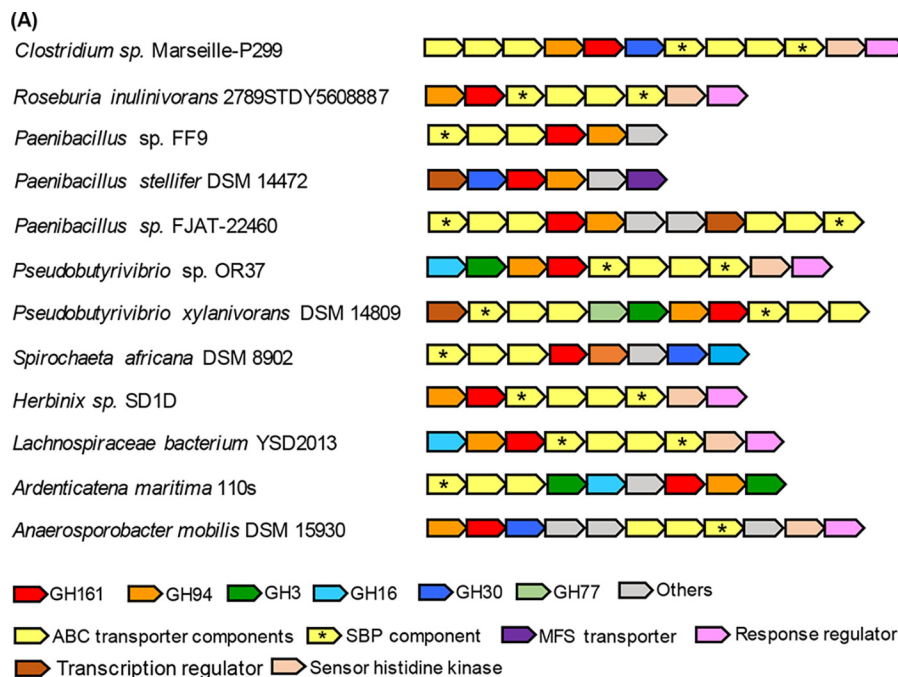 (A)
Clostridium sp. Marseille-P299
* *
Roseburia inulinivorans 2789STDY5608887
* *
Paenibacillus sp. FF9
*
Paenibacillus stellifer DSM 14472
Paenibacillus sp. FJAT-22460
* *
Pseudobutyrivibrio sp. OR37
* *
Pseudobutyrivibrio xylanivorans DSM 14809
* *
Spirochaeta africana DSM 8902
*
Herbinix sp. SD1D
* *
Lachnospiraceae bacterium YSD2013
* *
Ardenticatena maritima 110s
*
Anaerosporobacter mobilis DSM 15930
*
GH161 GH94 GH3 GH16 GH30 GH77 Others
ABC transporter components * SBP component MFS transporter Response regulator
Transcription regulator Sensor histidine kinase